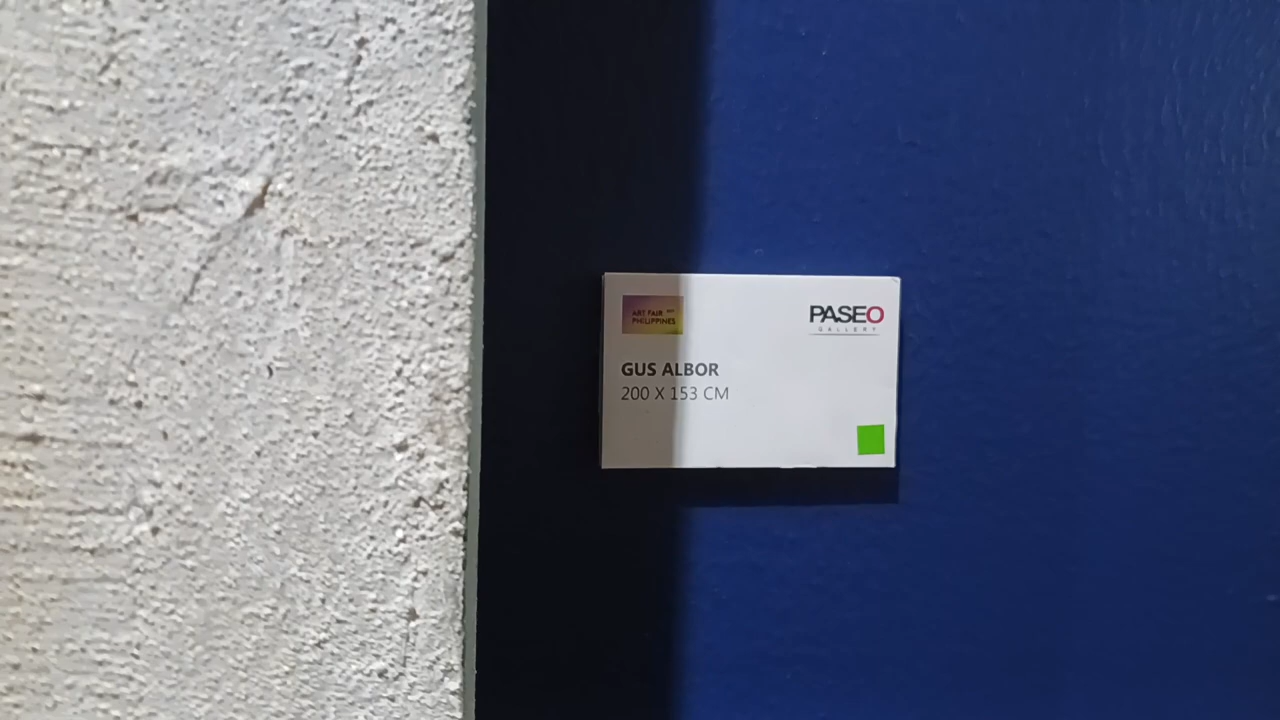 ART FAIR
PHILIPPINES
PASEO
GALLERY
GUS ALBOR
200 X 153 CM